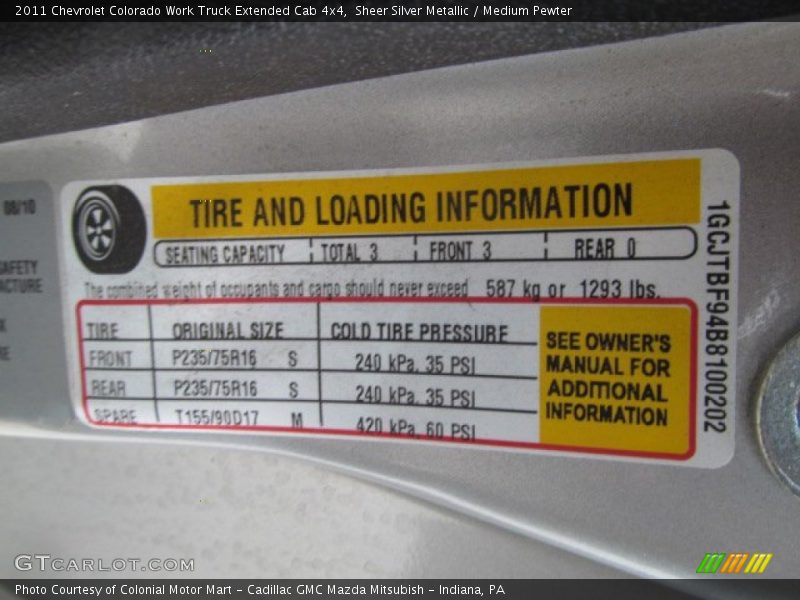 2011 Chevrolet Colorado Work Truck Extended Cab 4x4, Sheer Silver Metallic / Medium Pewter
08/10
TIRE AND LOADING INFORMATION
SEATING CAPACITY TOTAL 3 FRONT 3 REAR 0
The combined weight of occupants and cargo should never exceed 587 kg or 1293 lbs.
TIRE ORIGINAL SIZE COLD TIRE PRESSURE
FRONT P235/75R16 S 240 kPa, 35 PSI
REAR P235/75R16 S 240 kPa, 35 PSI
SPARE T155/90D17 M 420 kPa, 60 PSI
SEE OWNER'S
MANUAL FOR
ADDITIONAL
INFORMATION
1GCJTBF94B8100202
GTCARLOT.COM
Photo Courtesy of Colonial Motor Mart - Cadillac GMC Mazda Mitsubish - Indiana, PA